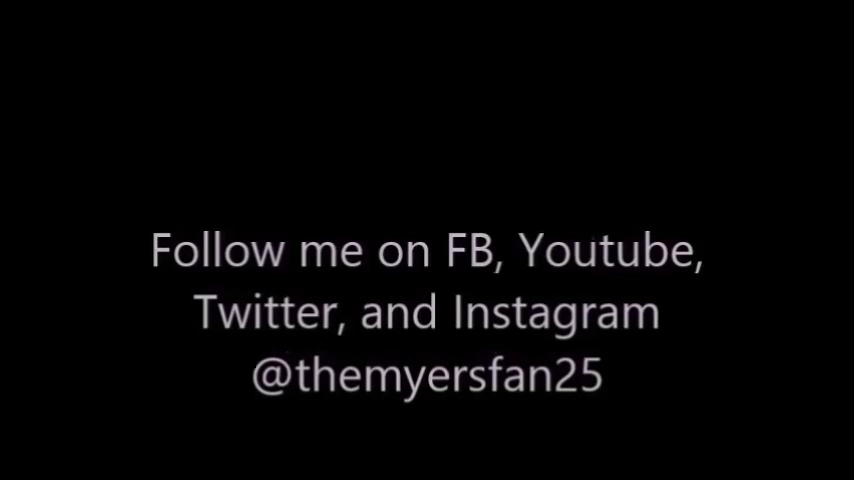 Follow me on FB, Youtube,
Twitter, and Instagram
@themyersfan25